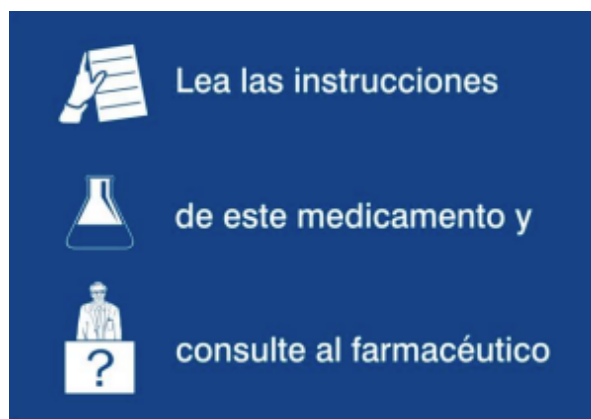 Lea las instrucciones
de este medicamento y
?
consulte al farmacéutico